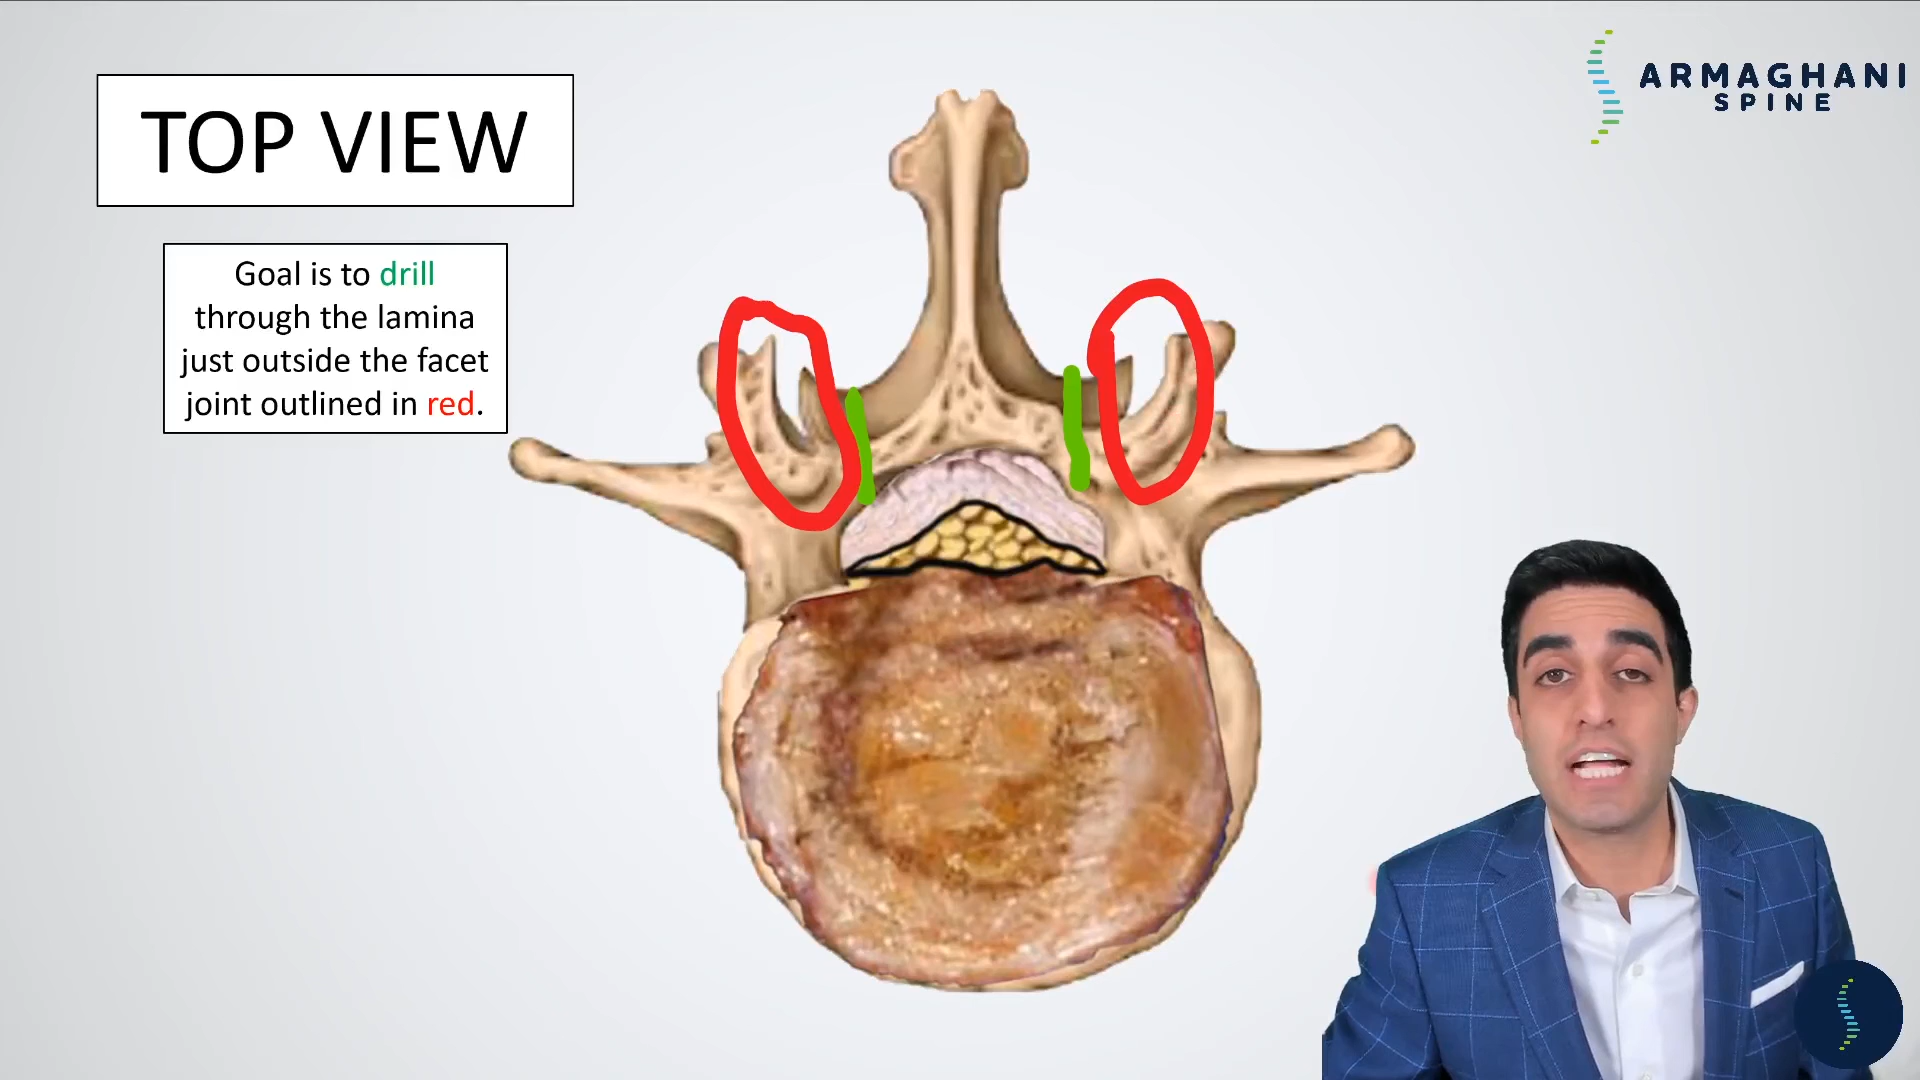 TOP VIEW
Goal is to drill
through the lamina
just outside the facet
joint outlined in red.
ARMAGHANI
SPINE